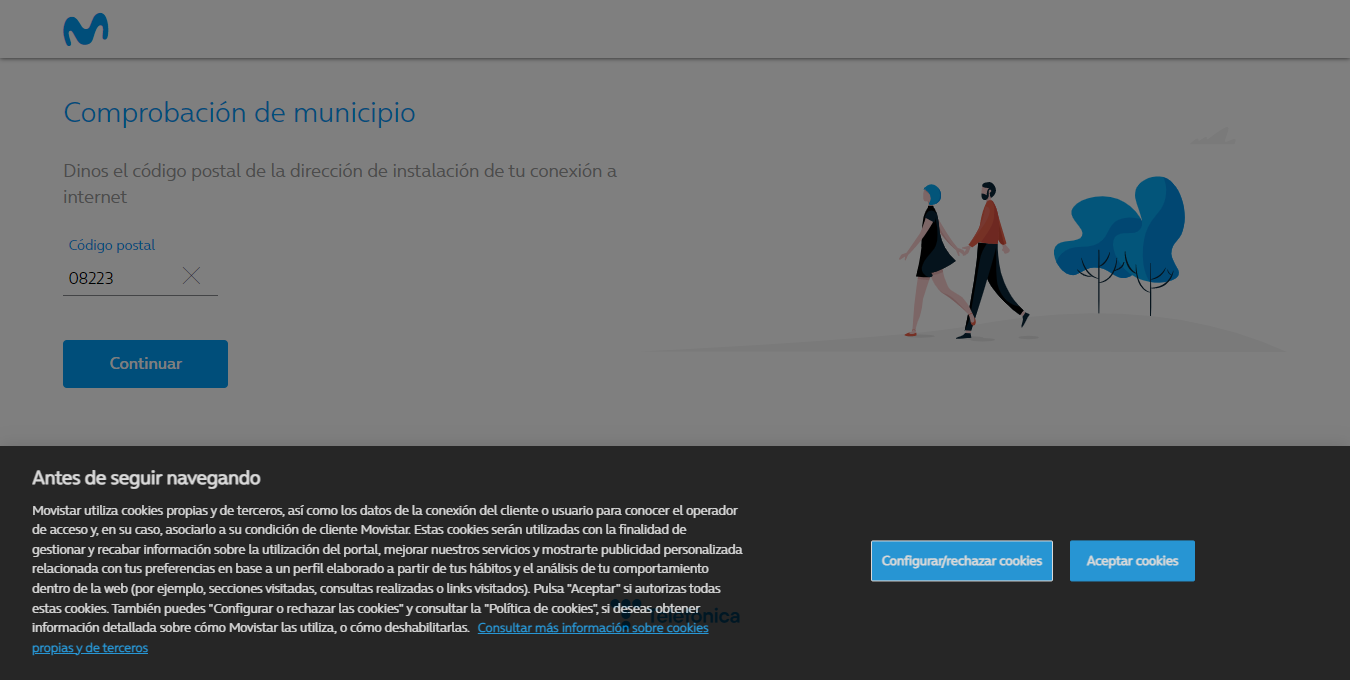 Comprobación de municipio
Dinos el código postal de la dirección de instalación de tu conexión a
internet
Código postal
08223
Continuar
Antes de seguir navegando
Movistar utiliza cookies propias y de terceros, así como los datos de la conexión del cliente o usuario para conocer el operador
de acceso y, en su caso, asociarlo a su condición de cliente Movistar. Estas cookies serán utilizadas con la finalidad de
gestionar y recabar información sobre la utilización del portal, mejorar nuestros servicios y mostrarte publicidad personalizada
relacionada con tus preferencias en base a un perfil elaborado a partir de tus hábitos y el análisis de tu comportamiento
dentro de la web (por ejemplo, secciones visitadas, consultas realizadas o links visitados). Pulsa "Aceptar" si autorizas todas
estas cookies. También puedes "Configurar o rechazar las cookies" y consultar la "Política de cookies", si deseas obtener
información detallada sobre cómo Movistar las utiliza, o cómo deshabilitarlas. Consultar más información sobre cookies
propias y de terceros
Configurar/rechazar cookies
Aceptar cookies
Telefónica